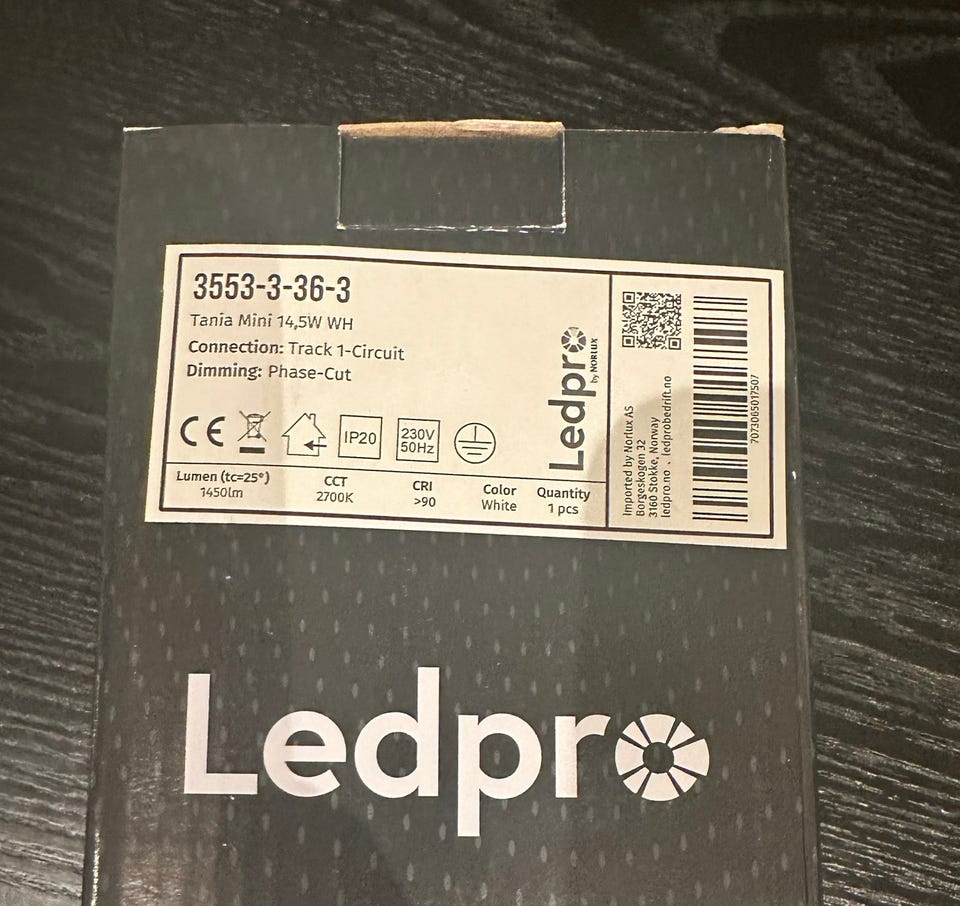 3553-3-36-3
Tania Mini 14,5W WH
Connection: Track 1-Circuit
Dimming: Phase-Cut
CE
IP20
230V
50Hz
Lumen (tc=25°)
1450lm
CCT
2700K
CRI
>90
Color
White
Quantity
1 pcs
Ledpro
by NORLUX
Imported by Norlux AS
Borgeskogen 32
3160 Stokke, Norway
ledpro.no . ledprobedrift.no
7073065017507
Ledpro